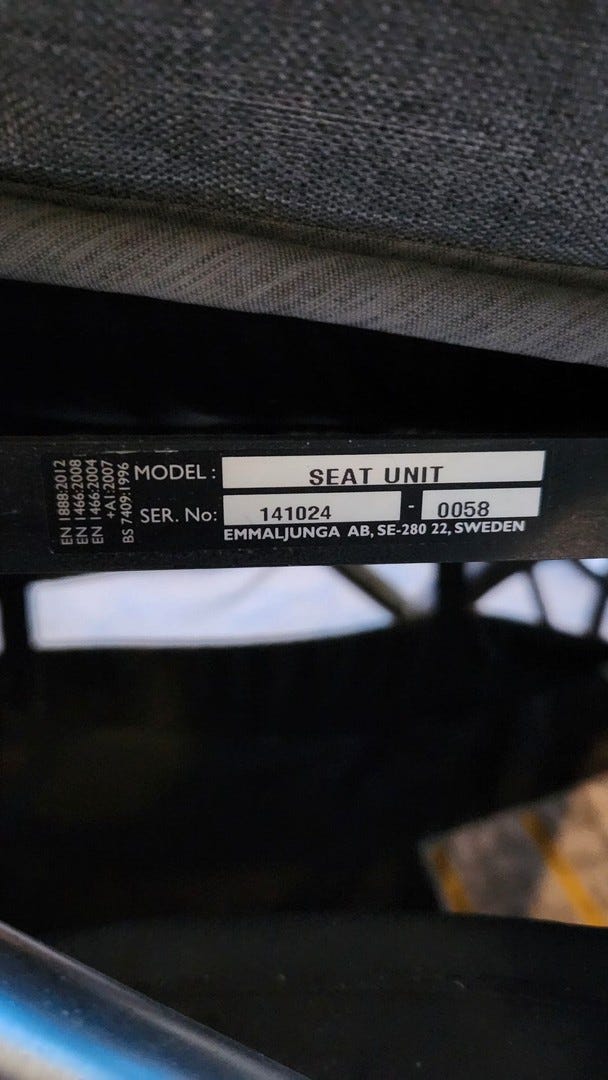 EN 1888:2012
EN 1466:2008
EN 1466:2004
+A1:2007
BS 7409:1996
MODEL : SEAT UNIT
SER. No: 141024 - 0058
EMMALJUNGA AB, SE-280 22, SWEDEN